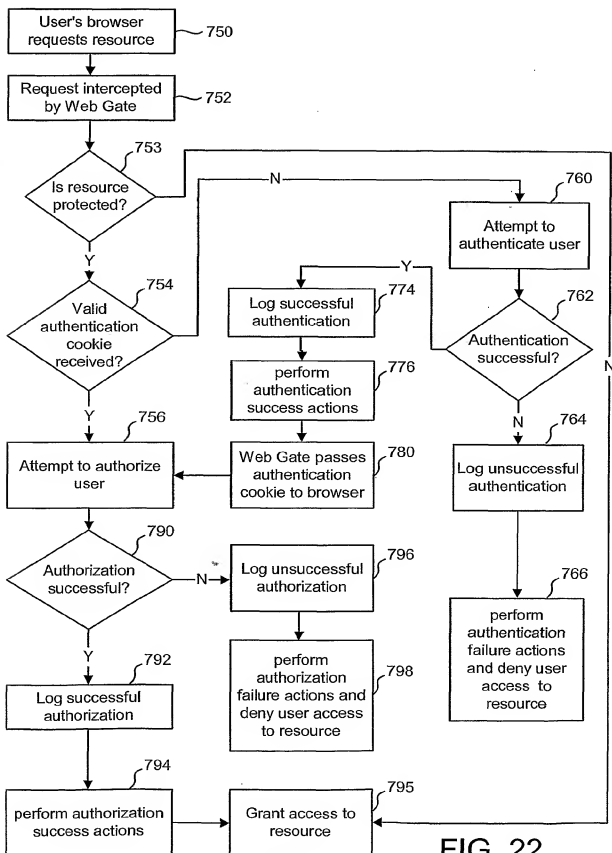 User's browser
requests resource
750
Request intercepted
by Web Gate
752
753
Is resource
protected?
N
Y
754
Valid
authentication
cookie
received?
Y
756
Attempt to authorize
user
790
Authorization
successful?
N
Y
792
Log successful
authorization
794
perform authorization
success actions
760
Attempt to
authenticate user
762
Authentication
successful?
Y
N
774
Log successful
authentication
776
perform
authentication
success actions
780
Web Gate passes
authentication
cookie to browser
764
Log unsuccessful
authentication
766
perform
authentication
failure actions
and deny user
access to
resource
796
Log unsuccessful
authorization
798
perform
authorization
failure actions and
deny user access
to resource
795
Grant access to
resource
N
FIG. 22